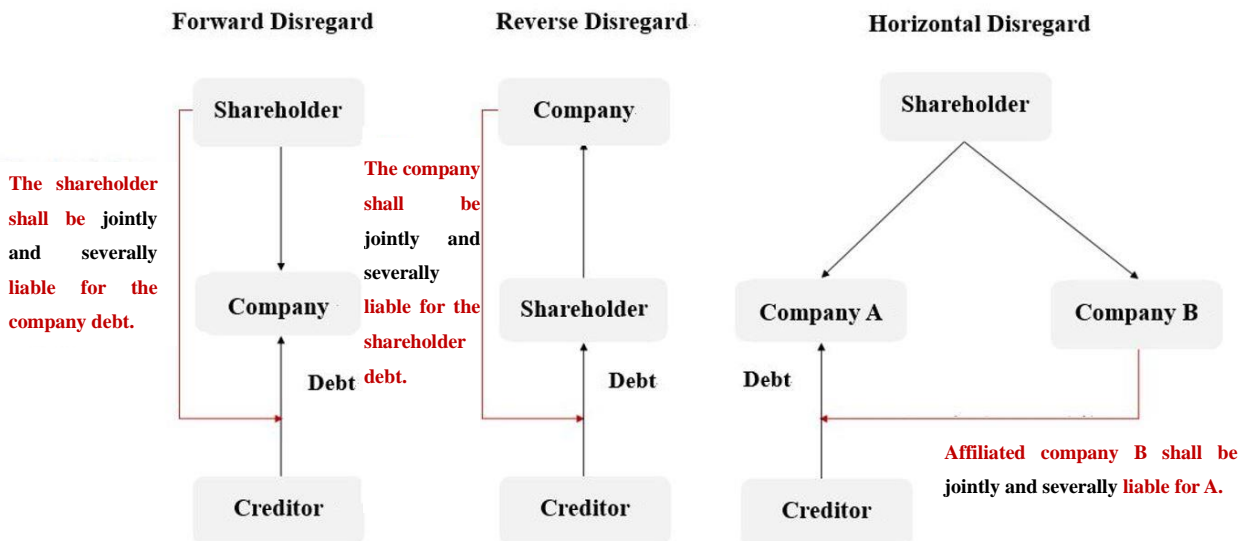 Forward Disregard
Reverse Disregard
Horizontal Disregard
Shareholder
The shareholder
shall be jointly
and severally
liable for the
company debt.
Company
Debt
Creditor
Company
The company
shall be
jointly and
severally
liable for the
shareholder
debt.
Shareholder
Debt
Creditor
Shareholder
Company A
Company B
Debt
Affiliated company B shall be
jointly and severally liable for A.
Creditor